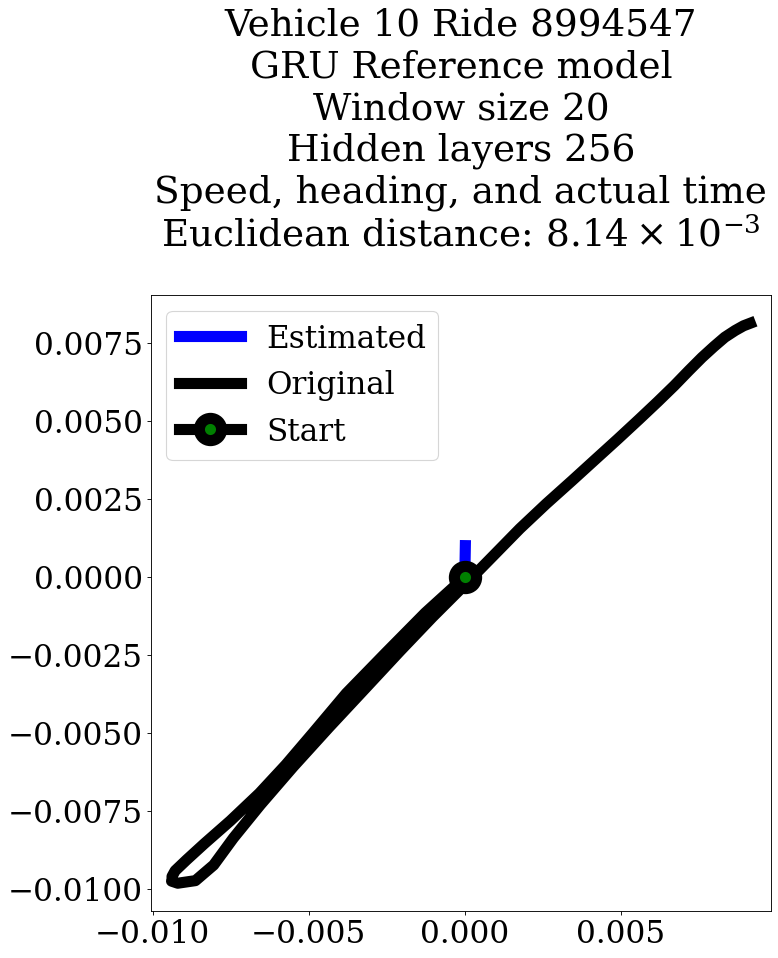 Vehicle 10 Ride 8994547
GRU Reference model
Window size 20
Hidden layers 256
Speed, heading, and actual time
Euclidean distance: 8.14 × 10⁻³
Estimated
Original
Start
0.0075
0.0050
0.0025
0.0000
−0.0025
−0.0050
−0.0075
−0.0100
−0.010 −0.005 0.000 0.005